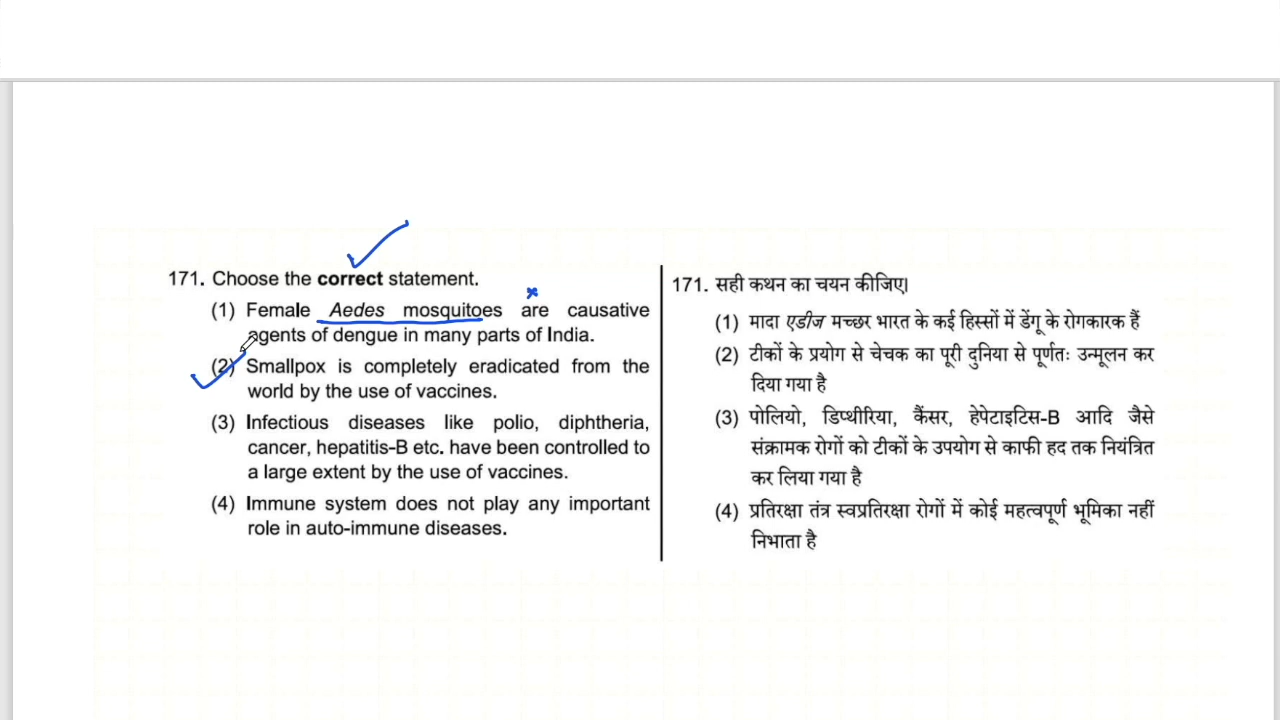 171. Choose the correct statement.
(1) Female Aedes mosquitoes are causative
agents of dengue in many parts of India.
(2) Smallpox is completely eradicated from the
world by the use of vaccines.
(3) Infectious diseases like polio, diphtheria,
cancer, hepatitis-B etc. have been controlled to
a large extent by the use of vaccines.
(4) Immune system does not play any important
role in auto-immune diseases.
171. सही कथन का चयन कीजिए।
(1) मादा एडीज मच्छर भारत के कई हिस्सों में डेंगू के रोगकारक हैं
(2) टीकों के प्रयोग से चेचक का पूरी दुनिया से पूर्णतः उन्मूलन कर
दिया गया है
(3) पोलियो, डिप्थीरिया, कैंसर, हेपेटाइटिस-B आदि जैसे
संक्रामक रोगों को टीकों के उपयोग से काफी हद तक नियंत्रित
कर लिया गया है
(4) प्रतिरक्षा तंत्र स्वप्रतिरक्षा रोगों में कोई महत्वपूर्ण भूमिका नहीं
निभाता है